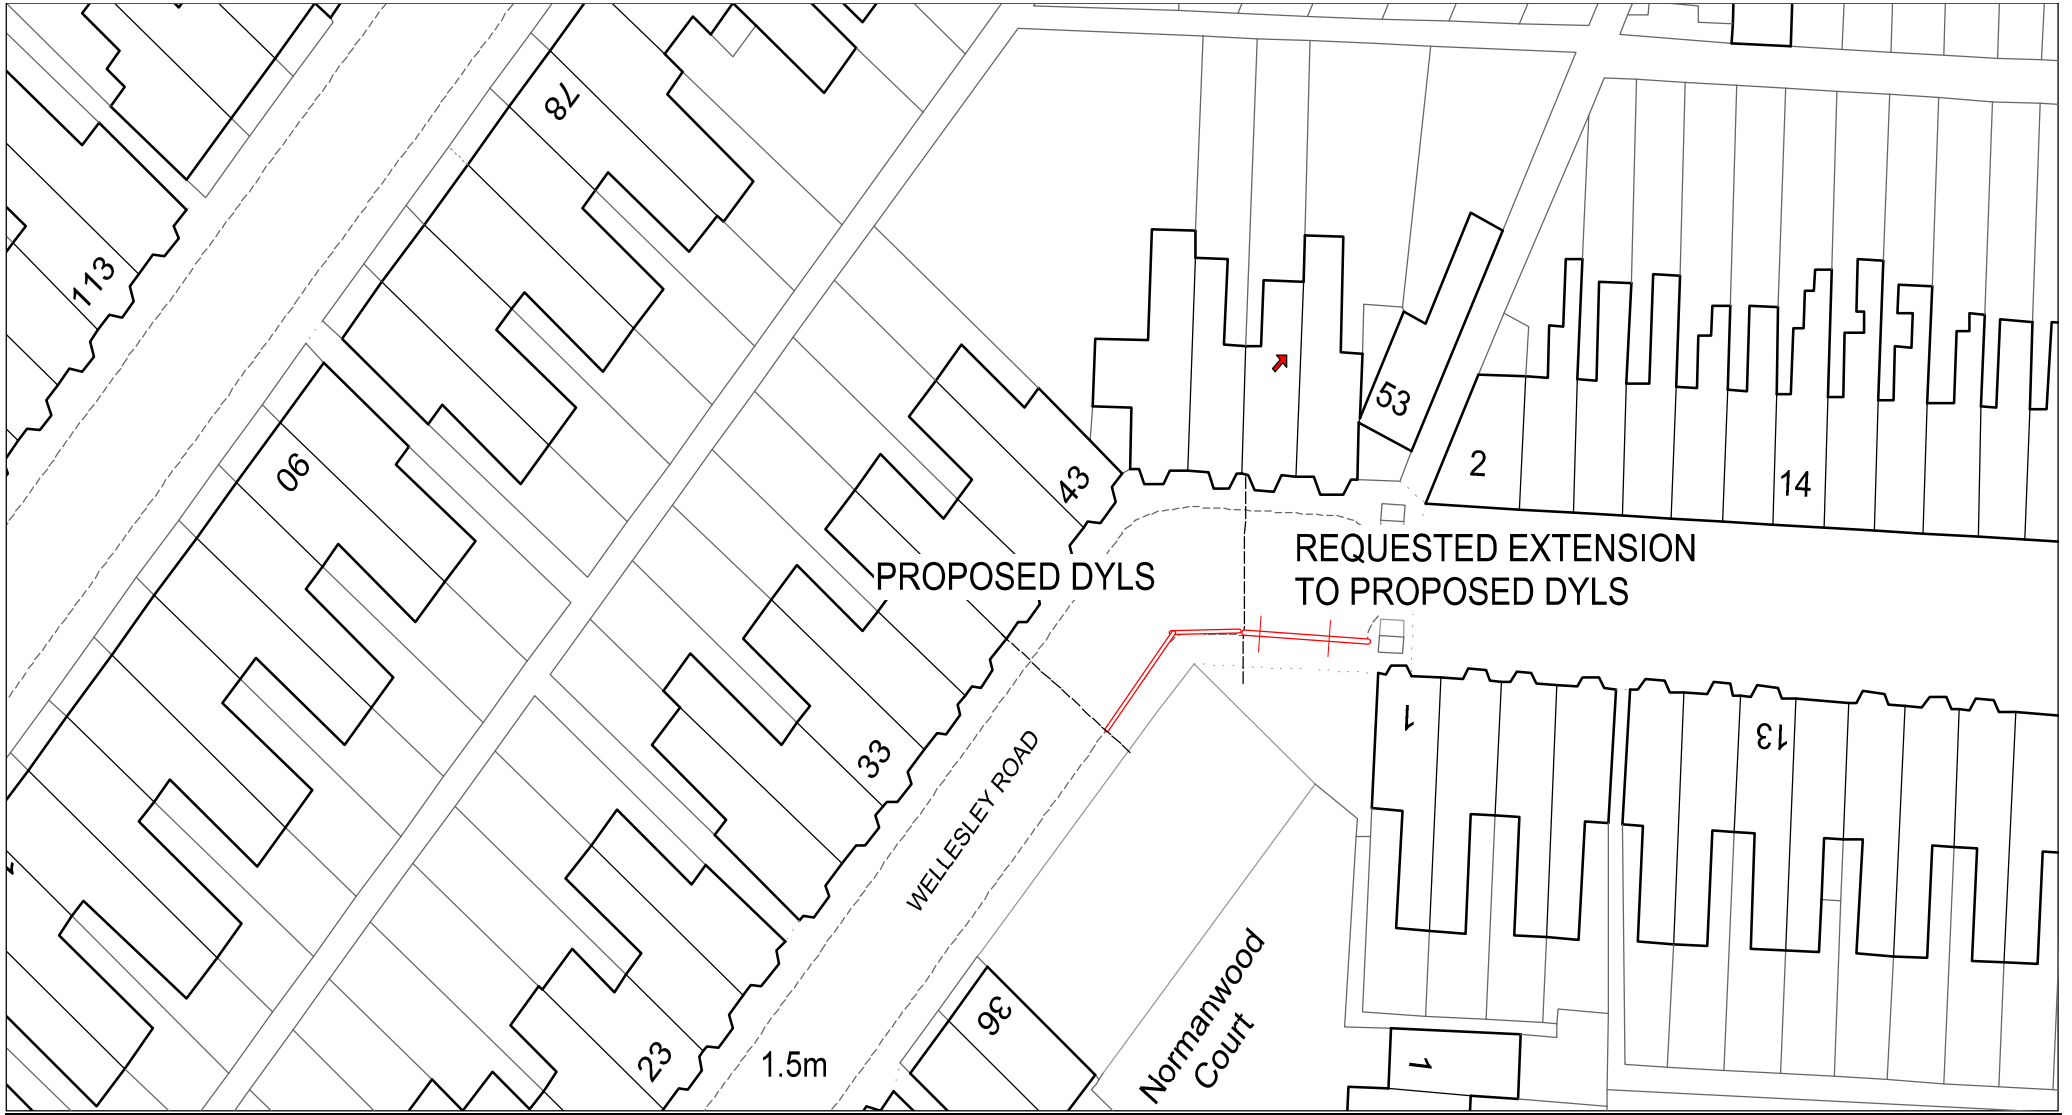 78
113
90
43
53
2
14
PROPOSED DYLS
REQUESTED EXTENSION
TO PROPOSED DYLS
33
WELLESLEY ROAD
1
13
36
Normanwood
Court
23
1.5m
1